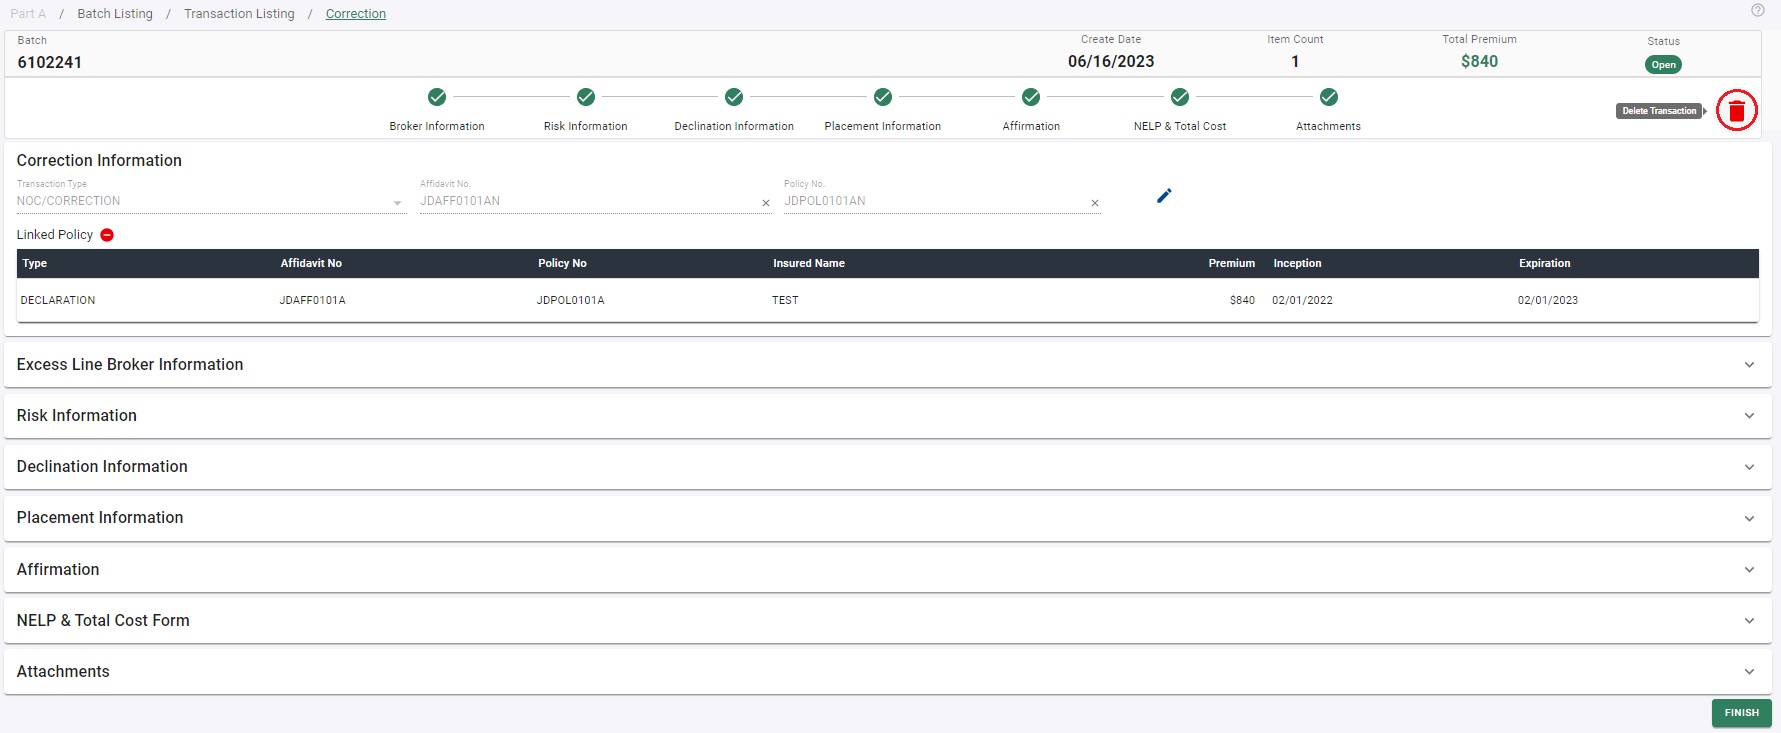 Part A / Batch Listing / Transaction Listing / Correction
Batch
6102241
Create Date
06/16/2023
Item Count
1
Total Premium
$840
Status
Open
Broker Information Risk Information Declination Information Placement Information Affirmation NELP & Total Cost Attachments
Delete Transaction
Correction Information
Transaction Type Affidavit No. Policy No.
NOC/CORRECTION JDAFF0101AN JDPOL0101AN
Linked Policy
Type Affidavit No Policy No Insured Name Premium Inception Expiration
DECLARATION JDAFF0101A JDPOL0101A TEST $840 02/01/2022 02/01/2023
Excess Line Broker Information
Risk Information
Declination Information
Placement Information
Affirmation
NELP & Total Cost Form
Attachments
FINISH